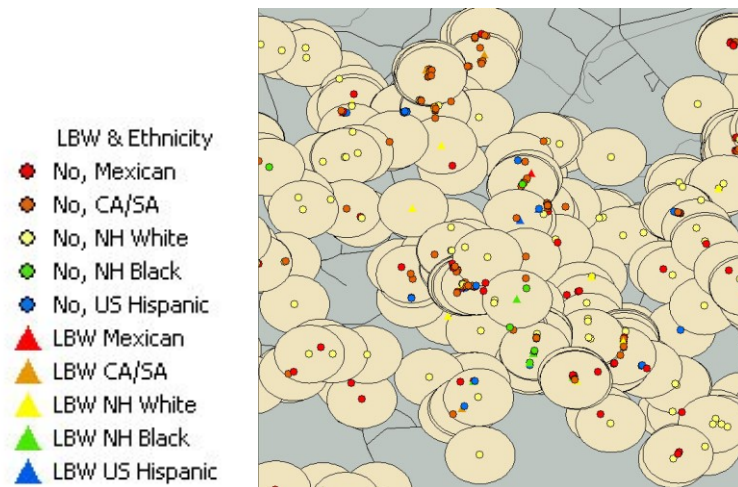 LBW & Ethnicity
No, Mexican
No, CA/SA
No, NH White
No, NH Black
No, US Hispanic
LBW Mexican
LBW CA/SA
LBW NH White
LBW NH Black
LBW US Hispanic